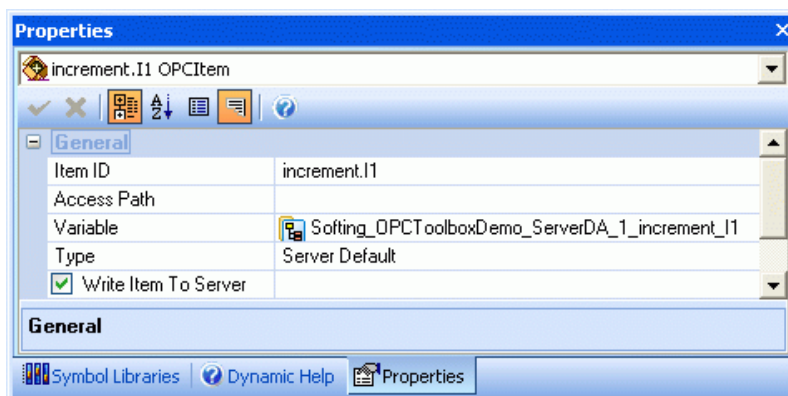 Properties
increment.I1 OPCItem
General
Item ID increment.I1
Access Path
Variable Softing_OPCToolboxDemo_ServerDA_1_increment_I1
Type Server Default
Write Item To Server
General
Symbol Libraries Dynamic Help Properties